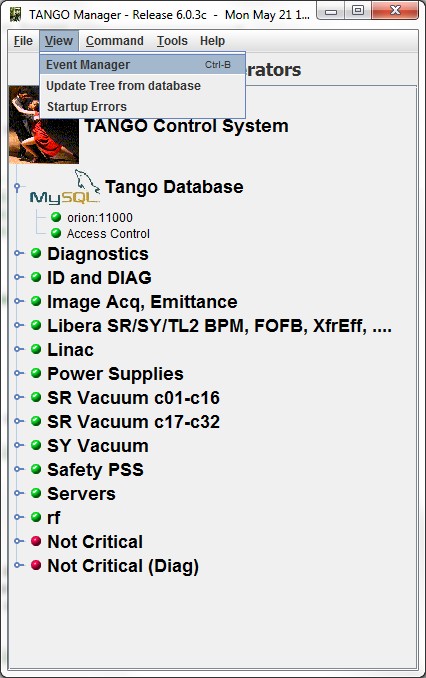 TANGO Manager - Release 6.0.3c - Mon May 21 1...
File View Command Tools Help
Event Manager Ctrl-B
Update Tree from database
Startup Errors
erators
TANGO Control System
MySQL Tango Database
orion:11000
Access Control
Diagnostics
ID and DIAG
Image Acq, Emittance
Libera SR/SY/TL2 BPM, FOFB, XfrEff, ....
Linac
Power Supplies
SR Vacuum c01-c16
SR Vacuum c17-c32
SY Vacuum
Safety PSS
Servers
rf
Not Critical
Not Critical (Diag)